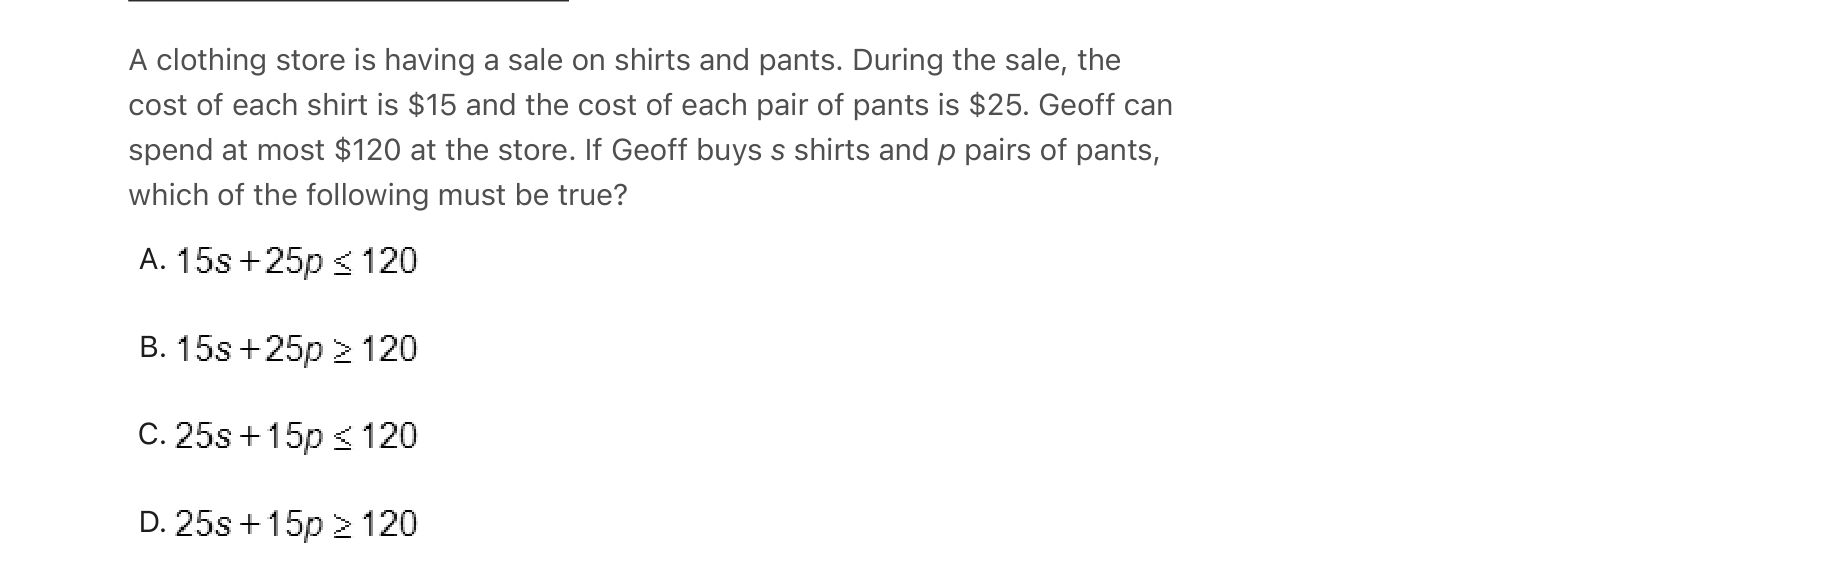 A clothing store is having a sale on shirts and pants. During the sale, the
cost of each shirt is $15 and the cost of each pair of pants is $25. Geoff can
spend at most $120 at the store. If Geoff buys s shirts and p pairs of pants,
which of the following must be true?
A. 15s+25p ≤ 120
B. 15s+25p ≥ 120
C. 25s+15p ≤ 120
D. 25s+15p ≥ 120